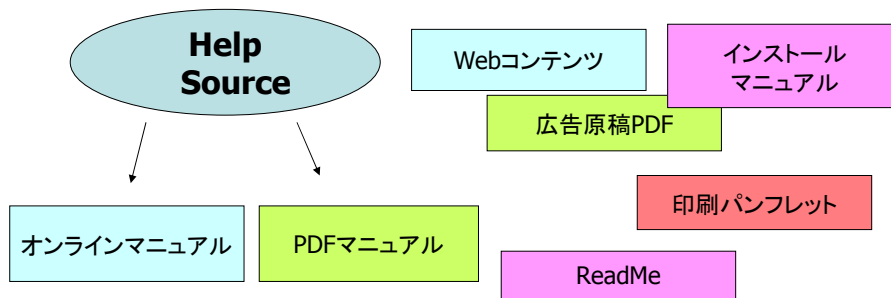 Help
Source
Webコンテンツ
インストール
マニュアル
広告原稿PDF
印刷パンフレット
オンラインマニュアル
PDFマニュアル
ReadMe